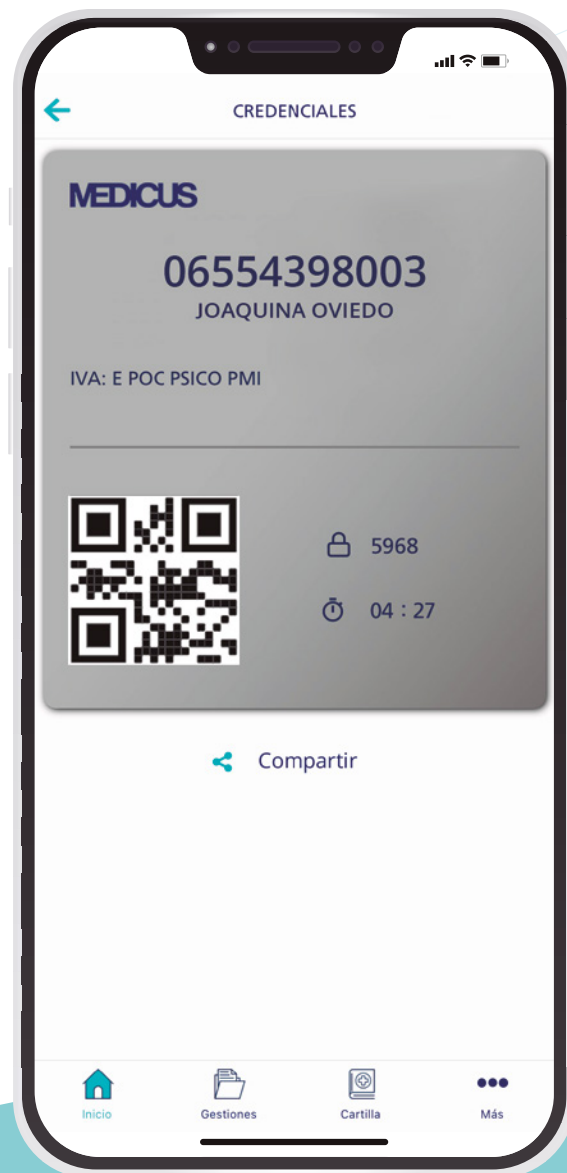 CREDENCIALES
MEDICUS
06554398003
JOAQUINA OVIEDO
IVA: E POC PSICO PMI
5968
04 : 27
Compartir
Inicio
Gestiones
Cartilla
Más